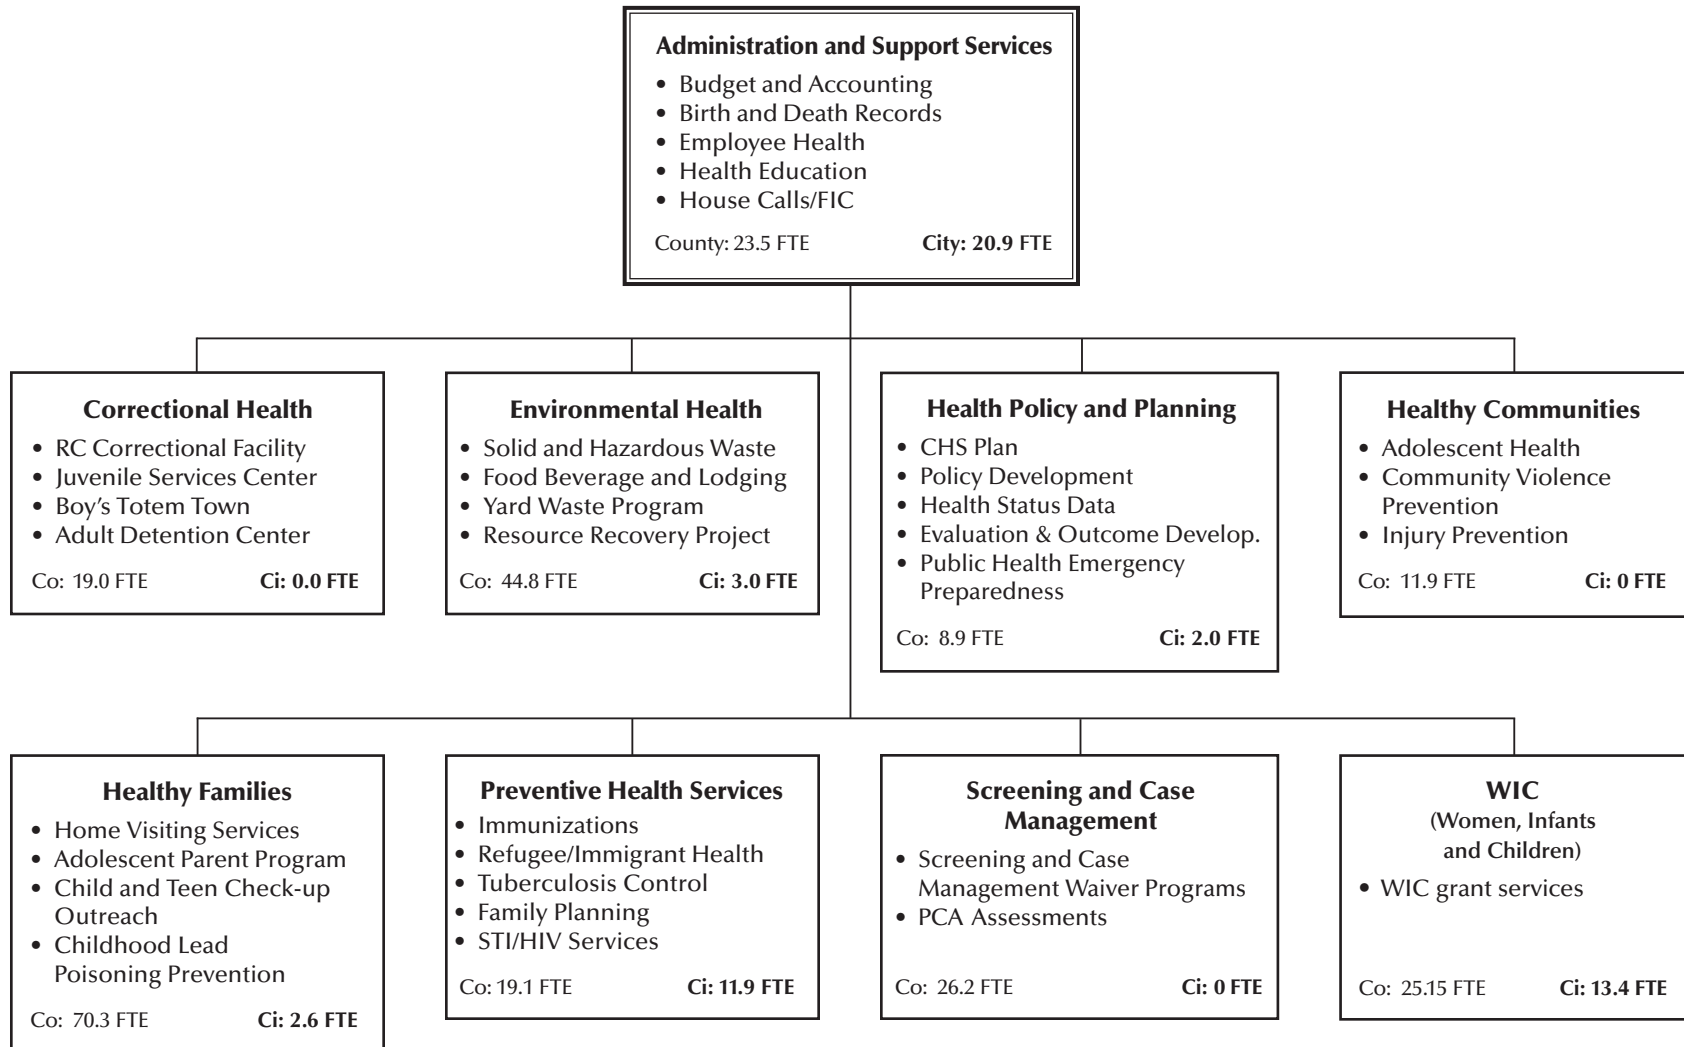 Administration and Support Services
• Budget and Accounting
• Birth and Death Records
• Employee Health
• Health Education
• House Calls/FIC
County: 23.5 FTE City: 20.9 FTE
Correctional Health
• RC Correctional Facility
• Juvenile Services Center
• Boy's Totem Town
• Adult Detention Center
Co: 19.0 FTE Ci: 0.0 FTE
Environmental Health
• Solid and Hazardous Waste
• Food Beverage and Lodging
• Yard Waste Program
• Resource Recovery Project
Co: 44.8 FTE Ci: 3.0 FTE
Health Policy and Planning
• CHS Plan
• Policy Development
• Health Status Data
• Evaluation & Outcome Develop.
• Public Health Emergency
Preparedness
Co: 8.9 FTE Ci: 2.0 FTE
Healthy Communities
• Adolescent Health
• Community Violence
Prevention
• Injury Prevention
Co: 11.9 FTE Ci: 0 FTE
Healthy Families
• Home Visiting Services
• Adolescent Parent Program
• Child and Teen Check-up
Outreach
• Childhood Lead
Poisoning Prevention
Co: 70.3 FTE Ci: 2.6 FTE
Preventive Health Services
• Immunizations
• Refugee/Immigrant Health
• Tuberculosis Control
• Family Planning
• STI/HIV Services
Co: 19.1 FTE Ci: 11.9 FTE
Screening and Case
Management
• Screening and Case
Management Waiver Programs
• PCA Assessments
Co: 26.2 FTE Ci: 0 FTE
WIC
(Women, Infants
and Children)
• WIC grant services
Co: 25.15 FTE Ci: 13.4 FTE